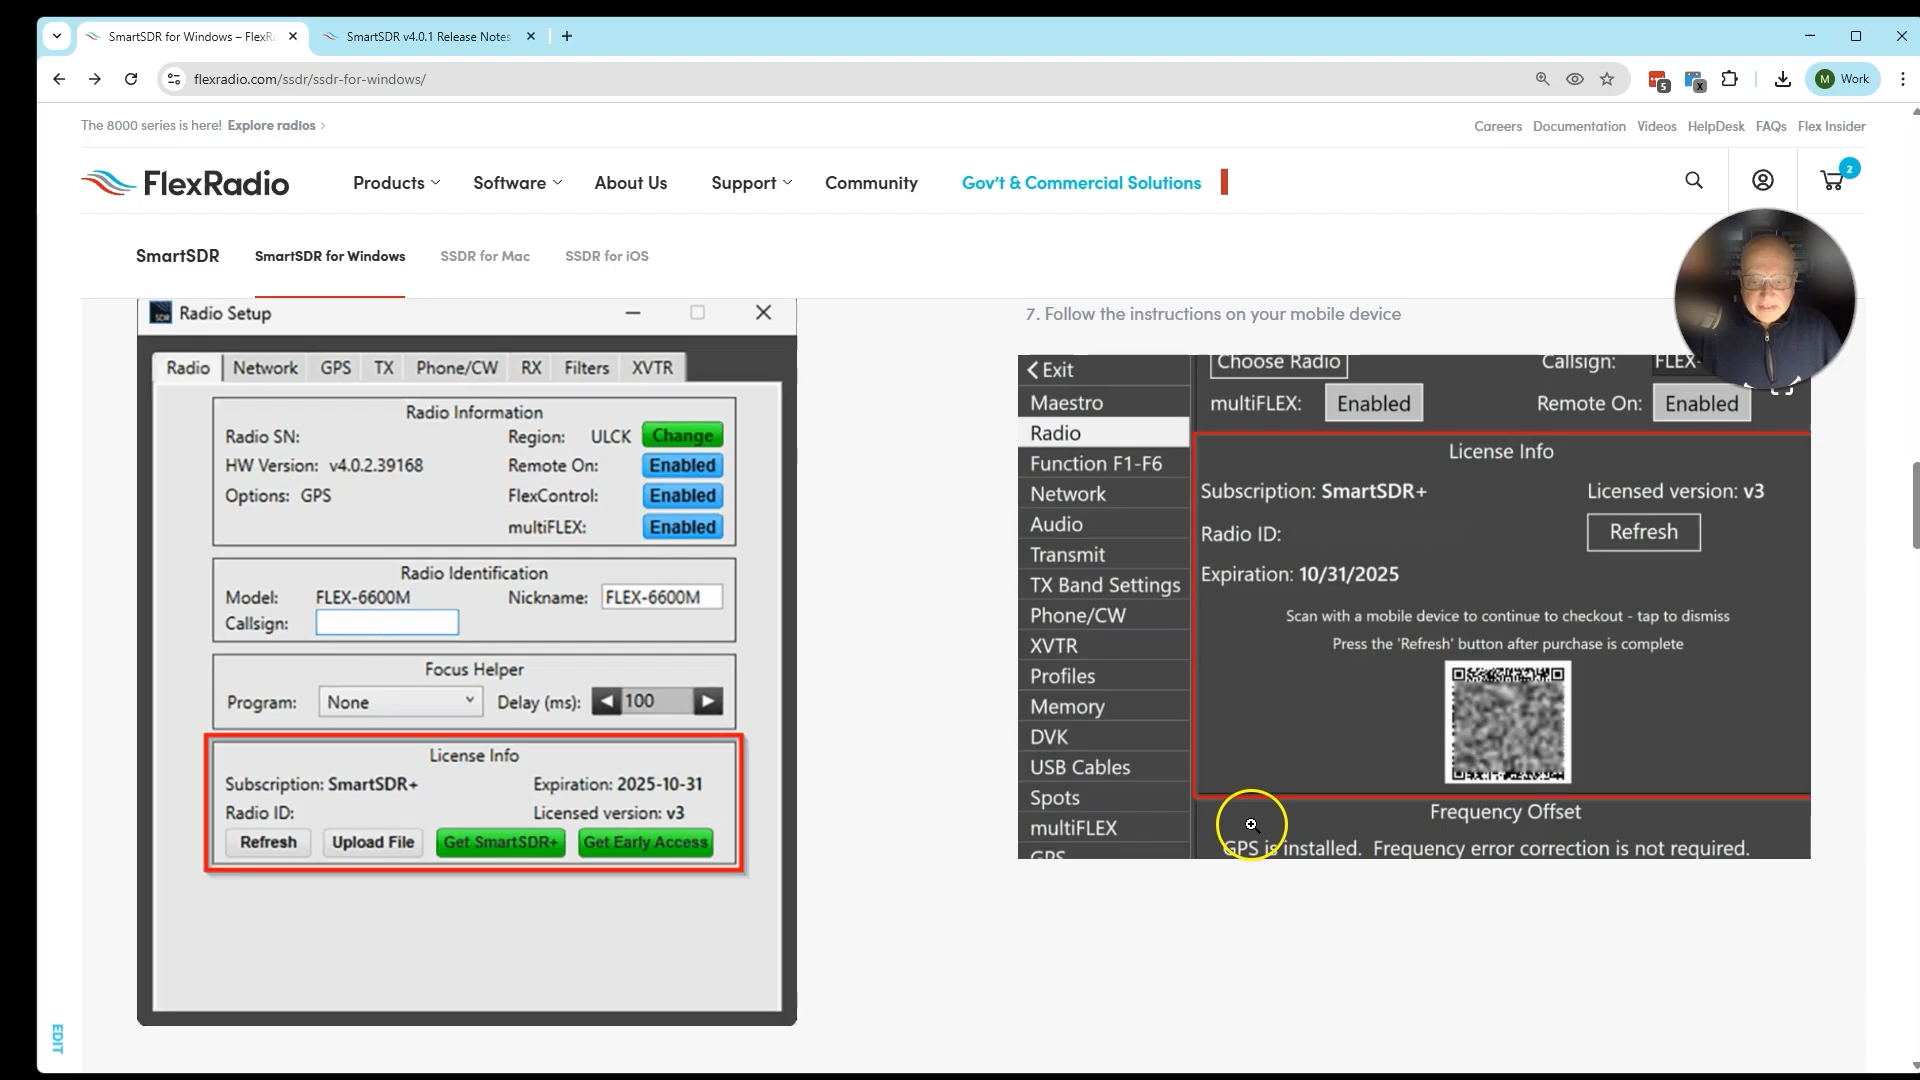 SmartSDR for Windows – FlexRa
SmartSDR v4.0.1 Release Notes
flexradio.com/ssdr/ssdr-for-windows/
5
X
M Work
The 8000 series is here! Explore radios >
Careers Documentation Videos HelpDesk FAQs Flex Insider
FlexRadio
Products Software About Us Support Community Gov't & Commercial Solutions
2
SmartSDR SmartSDR for Windows SSDR for Mac SSDR for iOS
SDR Radio Setup
Radio Network GPS TX Phone/CW RX Filters XVTR
Radio Information
Radio SN: Region: ULCK Change
HW Version: v4.0.2.39168 Remote On: Enabled
Options: GPS FlexControl: Enabled
multiFLEX: Enabled
Radio Identification
Model: FLEX-6600M Nickname: FLEX-6600M
Callsign:
Focus Helper
Program: None Delay (ms): 100
License Info
Subscription: SmartSDR+ Expiration: 2025-10-31
Radio ID: Licensed version: v3
Refresh Upload File Get SmartSDR+ Get Early Access
7. Follow the instructions on your mobile device
Exit
Maestro
Radio
Function F1-F6
Network
Audio
Transmit
TX Band Settings
Phone/CW
XVTR
Profiles
Memory
DVK
USB Cables
Spots
multiFLEX
GPS
Choose Radio Callsign: FLEX-
multiFLEX: Enabled Remote On: Enabled
License Info
Subscription: SmartSDR+ Licensed version: v3
Radio ID: Refresh
Expiration: 10/31/2025
Scan with a mobile device to continue to checkout - tap to dismiss
Press the 'Refresh' button after purchase is complete
Frequency Offset
GPS is installed. Frequency error correction is not required.
EDIT